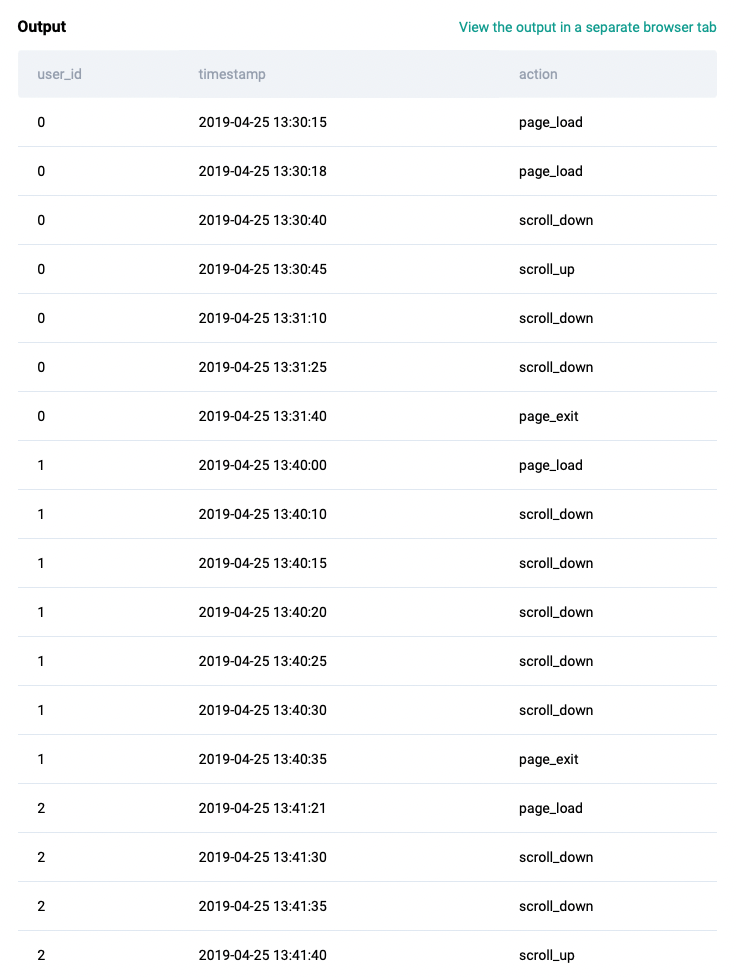 Output View the output in a separate browser tab
user_id timestamp action
0 2019-04-25 13:30:15 page_load
0 2019-04-25 13:30:18 page_load
0 2019-04-25 13:30:40 scroll_down
0 2019-04-25 13:30:45 scroll_up
0 2019-04-25 13:31:10 scroll_down
0 2019-04-25 13:31:25 scroll_down
0 2019-04-25 13:31:40 page_exit
1 2019-04-25 13:40:00 page_load
1 2019-04-25 13:40:10 scroll_down
1 2019-04-25 13:40:15 scroll_down
1 2019-04-25 13:40:20 scroll_down
1 2019-04-25 13:40:25 scroll_down
1 2019-04-25 13:40:30 scroll_down
1 2019-04-25 13:40:35 page_exit
2 2019-04-25 13:41:21 page_load
2 2019-04-25 13:41:30 scroll_down
2 2019-04-25 13:41:35 scroll_down
2 2019-04-25 13:41:40 scroll_up